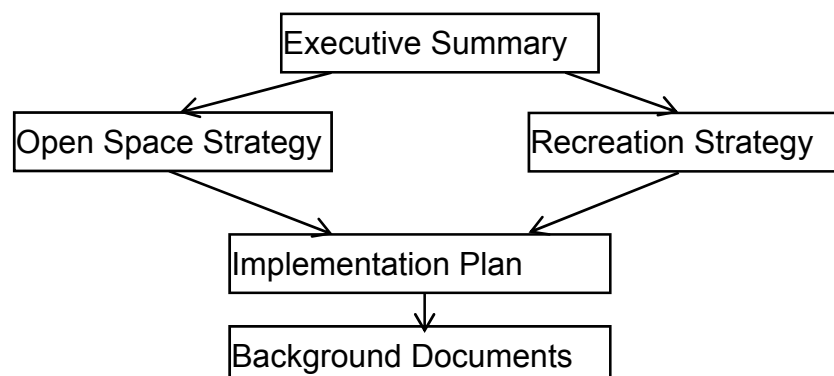 Executive Summary
Open Space Strategy
Recreation Strategy
Implementation Plan
Background Documents